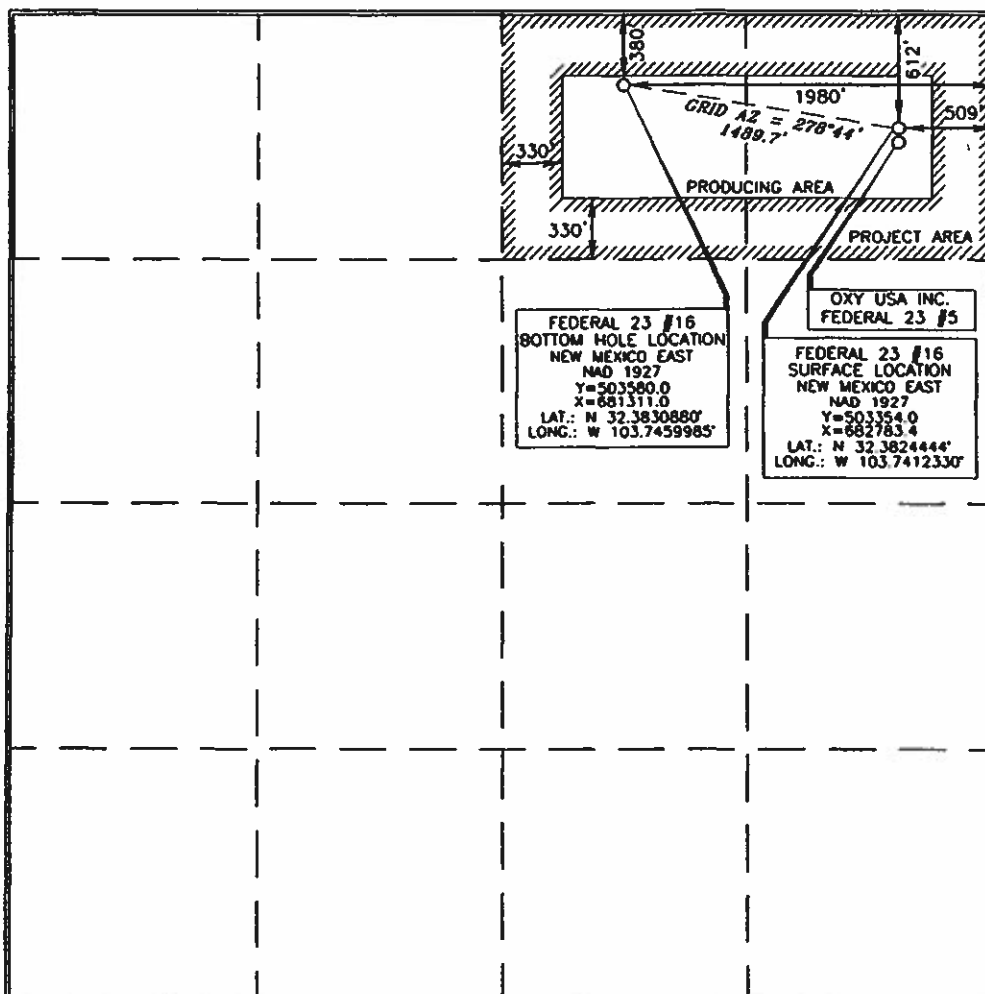 380'
612'
1980'
GRID AZ = 278°44'
1489.7'
509'
330'
PRODUCING AREA
330'
PROJECT AREA
OXY USA INC.
FEDERAL 23 #5
FEDERAL 23 #16
BOTTOM HOLE LOCATION
NEW MEXICO EAST
NAD 1927
Y=503580.0
X=681311.0
LAT.: N 32.3830880°
LONG.: W 103.7459985°
FEDERAL 23 #16
SURFACE LOCATION
NEW MEXICO EAST
NAD 1927
Y=503354.0
X=682783.4
LAT.: N 32.3824444°
LONG.: W 103.7412330°